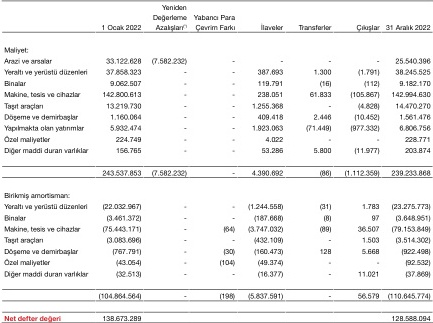 Yeniden
Değerleme Yabancı Para
1 Ocak 2022 Azalışları(*) Çevrim Farkı İlaveler Transferler Çıkışlar 31 Aralık 2022
Maliyet:
Arazi ve arsalar 33.122.628 (7.582.232) - - - - 25.540.396
Yeraltı ve yerüstü düzenleri 37.858.323 - - 387.693 1.300 (1.791) 38.245.525
Binalar 9.062.507 - - 119.791 (16) (112) 9.182.170
Makine, tesis ve cihazlar 142.800.613 - - 238.051 61.833 (105.867) 142.994.630
Taşıt araçları 13.219.730 - - 1.255.368 - (4.828) 14.470.270
Döşeme ve demirbaşlar 1.160.064 - - 409.418 2.446 (10.452) 1.561.476
Yapılmakta olan yatırımlar 5.932.474 - - 1.923.063 (71.449) (977.332) 6.806.756
Özel maliyetler 224.749 - - 4.022 - - 228.771
Diğer maddi duran varlıklar 156.765 - - 53.286 5.800 (11.977) 203.874
243.537.853 (7.582.232) - 4.390.692 (86) (1.112.359) 239.233.868
Birikmiş amortisman:
Yeraltı ve yerüstü düzenleri (22.032.967) - - (1.244.558) (31) 1.783 (23.275.773)
Binalar (3.461.372) - - (187.668) (8) 97 (3.648.951)
Makine, tesis ve cihazlar (75.443.171) - (64) (3.747.032) (89) 36.507 (79.153.849)
Taşıt araçları (3.083.696) - - (432.109) - 1.503 (3.514.302)
Döşeme ve demirbaşlar (767.791) - (30) (160.473) 128 5.668 (922.498)
Özel maliyetler (43.054) - (104) (49.374) - - (92.532)
Diğer maddi duran varlıklar (32.513) - - (16.377) - 11.021 (37.869)
(104.864.564) - (198) (5.837.591) - 56.579 (110.645.774)
Net defter değeri 138.673.289 128.588.094